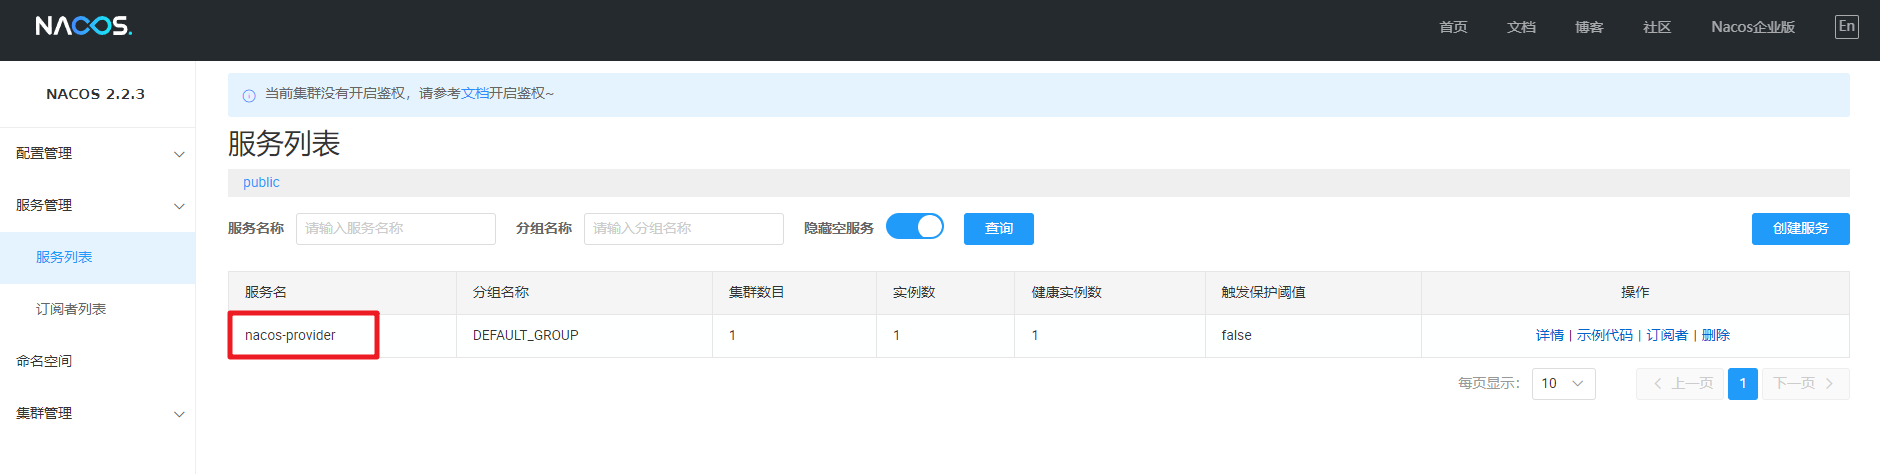 NACOS.
首页 文档 博客 社区 Nacos企业版 En
NACOS 2.2.3
配置管理
服务管理
服务列表
订阅者列表
命名空间
集群管理
当前集群没有开启鉴权，请参考文档开启鉴权~
服务列表
public
服务名称 请输入服务名称 分组名称 请输入分组名称 隐藏空服务 查询 创建服务
服务名 分组名称 集群数目 实例数 健康实例数 触发保护阈值 操作
nacos-provider DEFAULT_GROUP 1 1 1 false 详情 | 示例代码 | 订阅者 | 删除
每页显示： 10 上一页 1 下一页